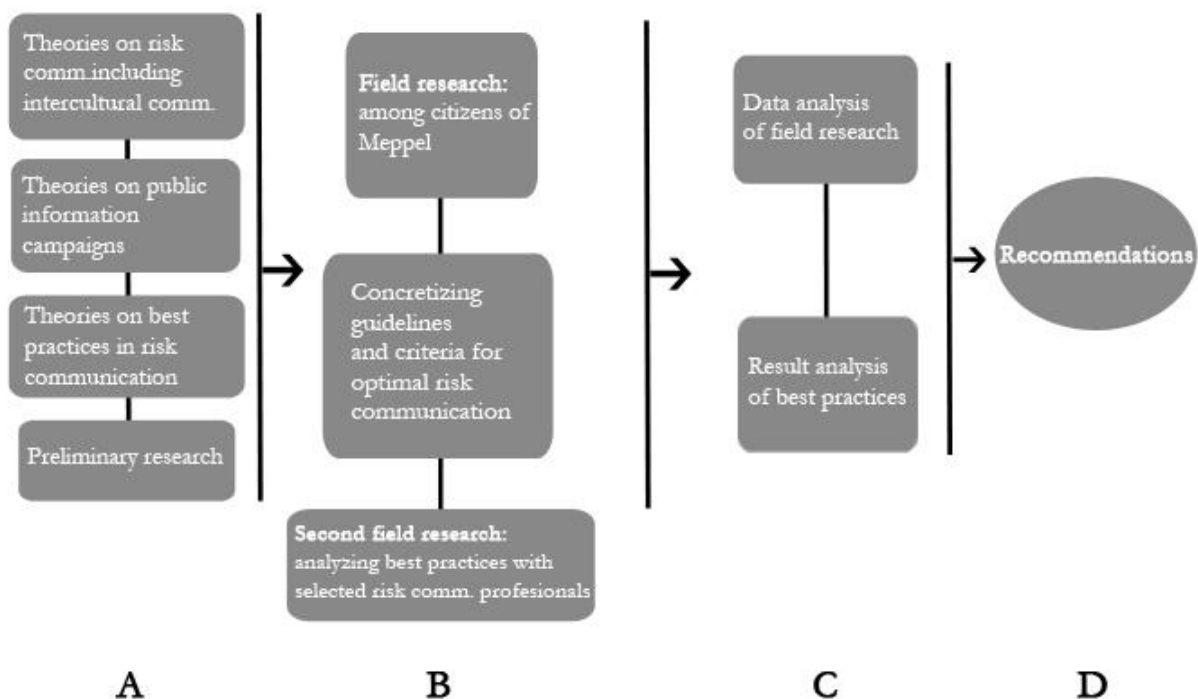 Theories on risk
comm.including
intercultural comm.
Theories on public
information
campaigns
Theories on best
practices in risk
communication
Preliminary research
Field research:
among citizens of
Meppel
Concretizing
guidelines
and criteria for
optimal risk
communication
Second field research:
analyzing best practices with
selected risk comm. profesionals
Data analysis
of field research
Result analysis
of best practices
Recommendations
A
B
C
D